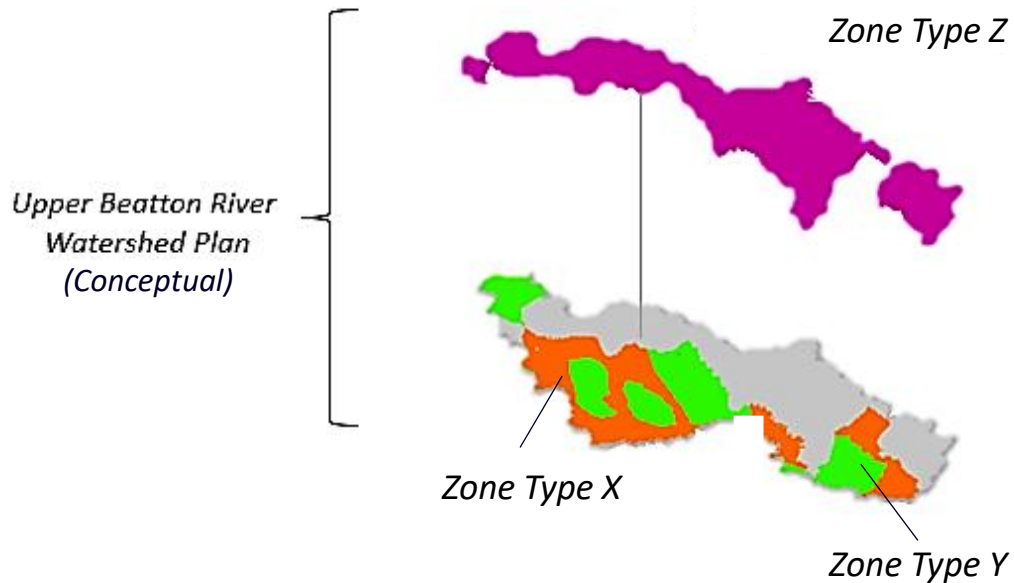 Zone Type Z
Upper Beatton River
Watershed Plan
(Conceptual)
Zone Type X
Zone Type Y